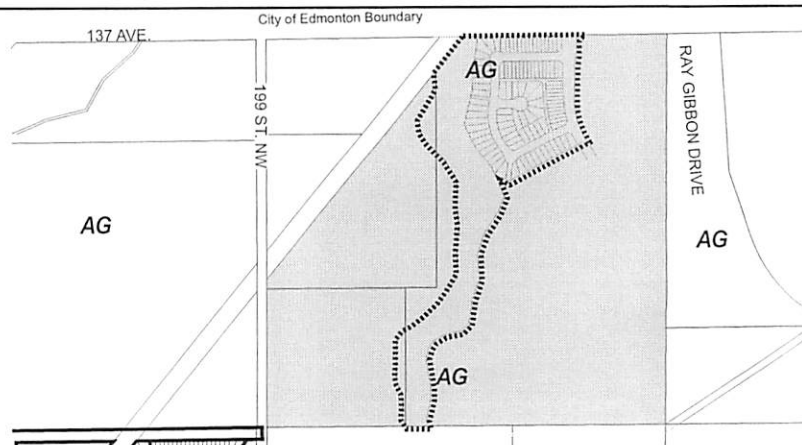 City of Edmonton Boundary
137 AVE.
AG
199 ST. NW
RAY GIBBON DRIVE
AG
AG
AG